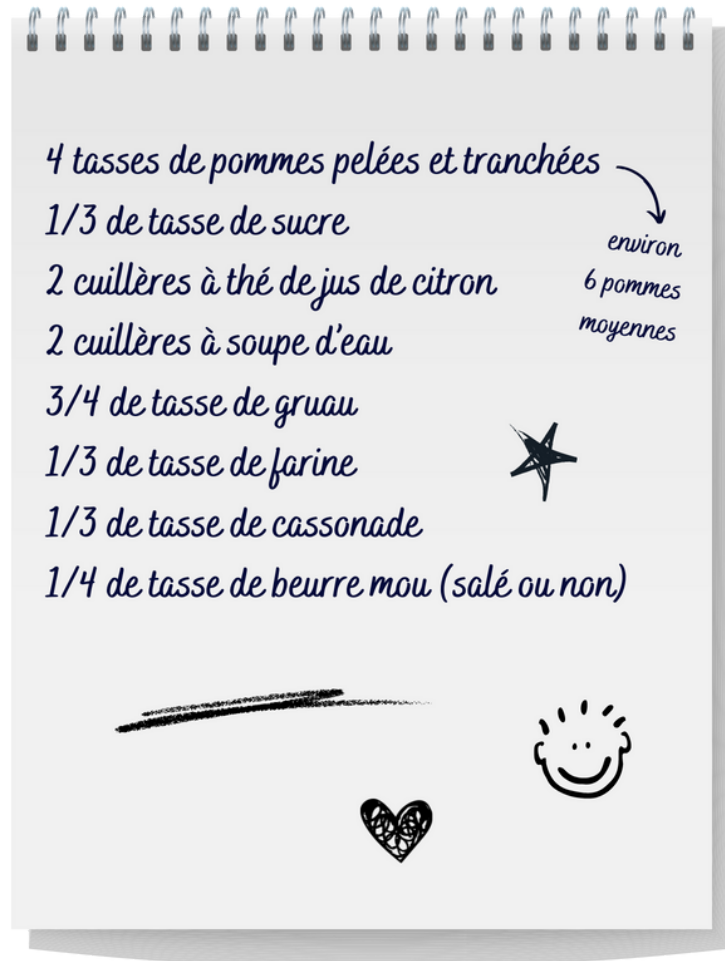 4 tasses de pommes pelées et tranchées
1/3 de tasse de sucre
environ
6 pommes
moyennes
2 cuillères à thé de jus de citron
2 cuillères à soupe d'eau
3/4 de tasse de gruau
1/3 de tasse de farine
1/3 de tasse de cassonade
1/4 de tasse de beurre mou (salé ou non)